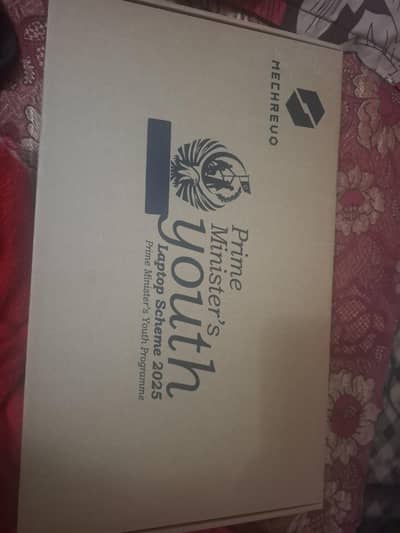 MECHREVO
Prime
Minister's
youth
Laptop Scheme 2025
Prime Minister's Youth Programme